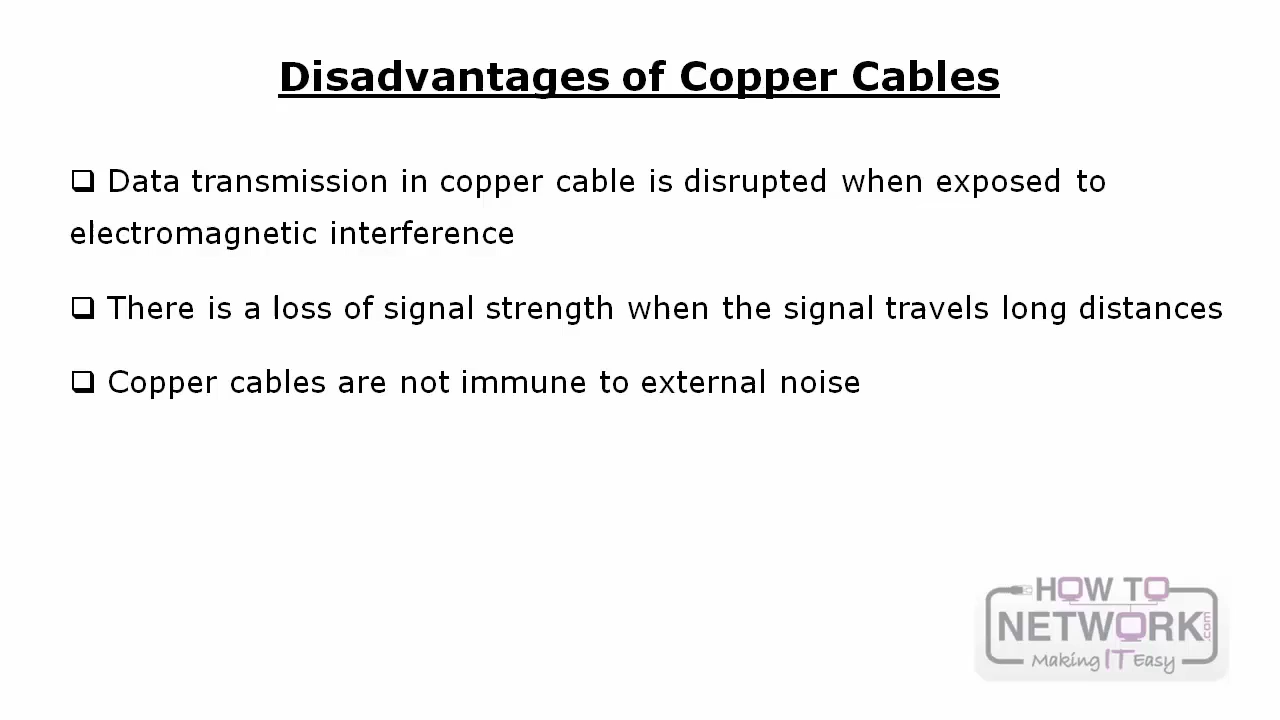 Disadvantages of Copper Cables
❑ Data transmission in copper cable is disrupted when exposed to
electromagnetic interference
❑ There is a loss of signal strength when the signal travels long distances
❑ Copper cables are not immune to external noise
HOW TO
NETWORK.com
Making IT Easy